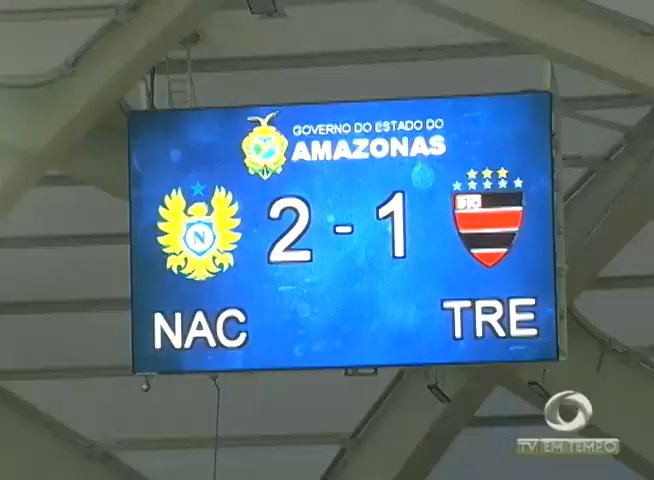 GOVERNO DO ESTADO DO
AMAZONAS
2 - 1
N
NAC
TRE
TV EM TEMPO